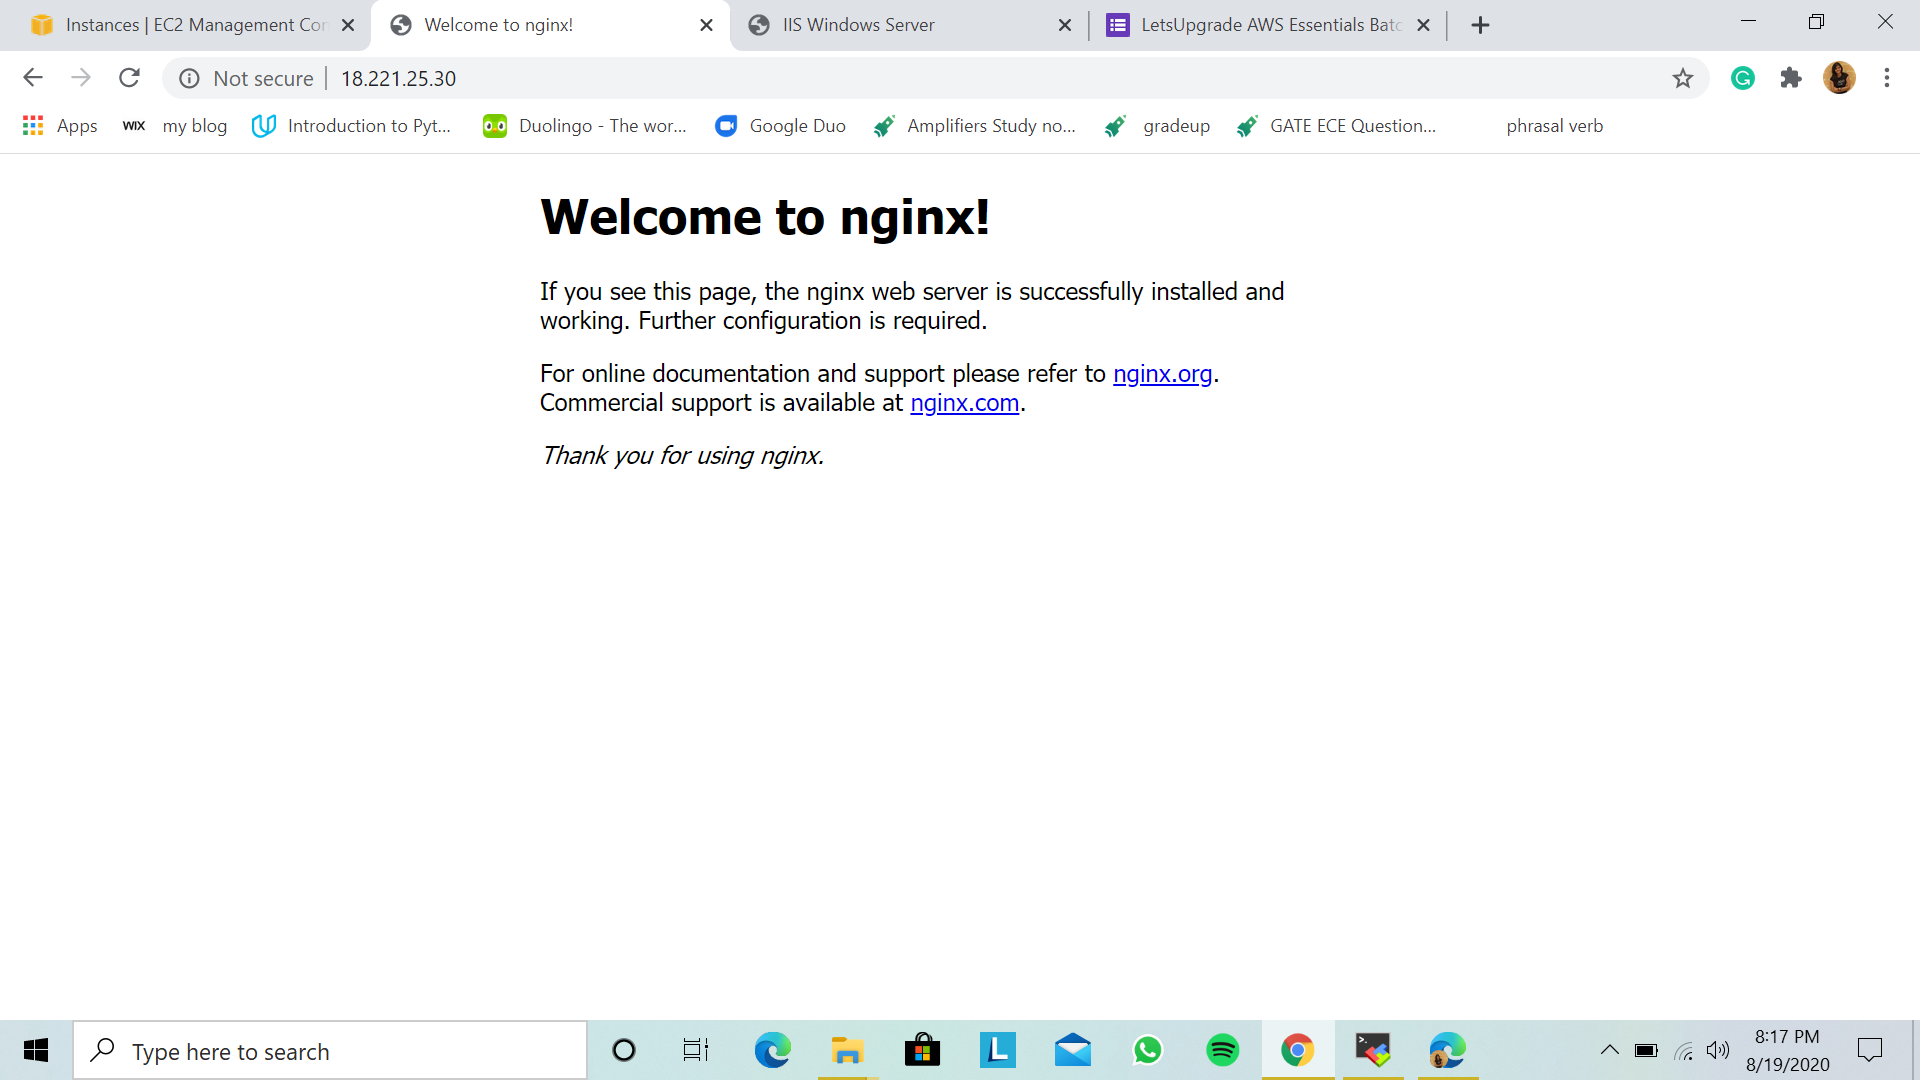 Instances | EC2 Management Con
Welcome to nginx!
IIS Windows Server
LetsUpgrade AWS Essentials Batc
Not secure
18.221.25.30
Apps
WIX my blog
Introduction to Pyt...
Duolingo - The wor...
Google Duo
Amplifiers Study no...
gradeup
GATE ECE Question...
phrasal verb
Welcome to nginx!
If you see this page, the nginx web server is successfully installed and
working. Further configuration is required.
For online documentation and support please refer to nginx.org.
Commercial support is available at nginx.com.
Thank you for using nginx.
Type here to search
L
8:17 PM
8/19/2020